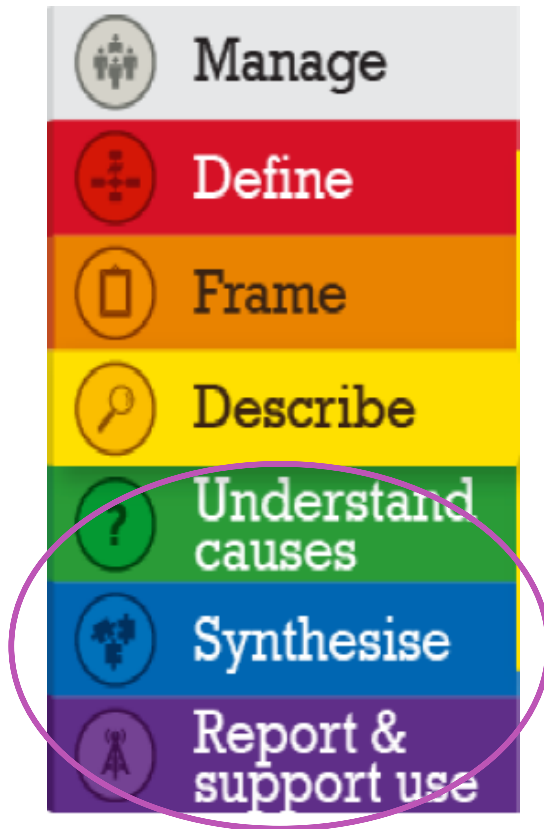 Manage
Define
Frame
Describe
?
Understand
causes
Synthesise
Report &
support use